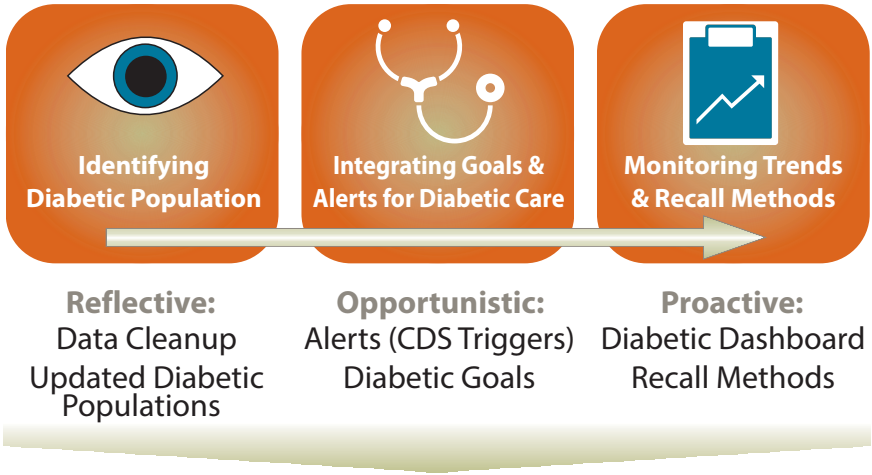 Identifying
Diabetic Population
Integrating Goals &
Alerts for Diabetic Care
Monitoring Trends
& Recall Methods
Reflective:
Data Cleanup
Updated Diabetic
Populations
Opportunistic:
Alerts (CDS Triggers)
Diabetic Goals
Proactive:
Diabetic Dashboard
Recall Methods